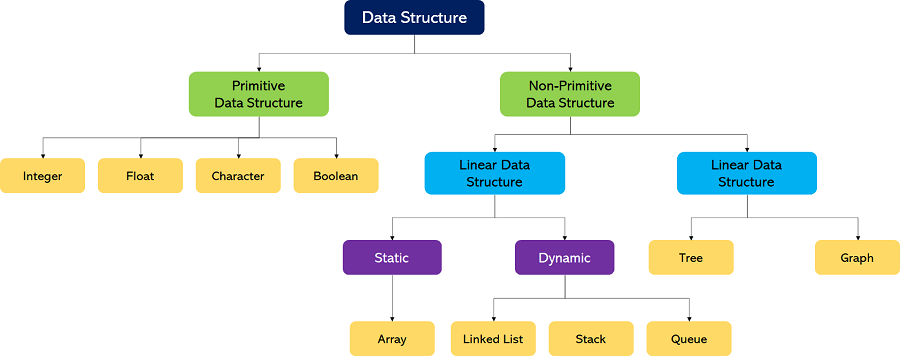 Data Structure
Primitive
Data Structure
Non-Primitive
Data Structure
Integer
Float
Character
Boolean
Linear Data
Structure
Linear Data
Structure
Static
Dynamic
Tree
Graph
Array
Linked List
Stack
Queue